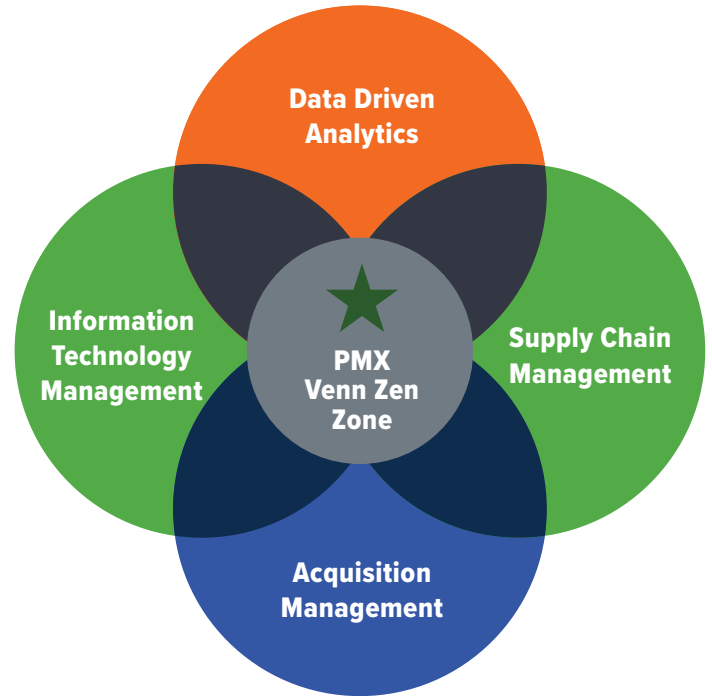 Data Driven
Analytics
Information
Technology
Management
PMX
Venn Zen
Zone
Supply Chain
Management
Acquisition
Management